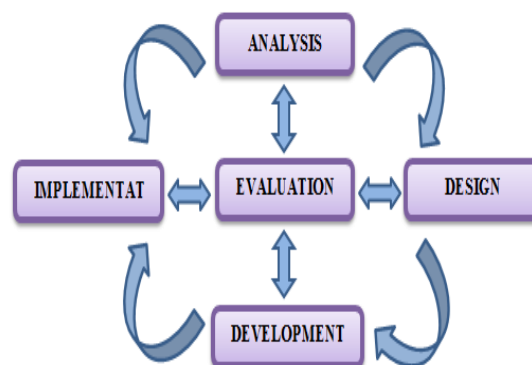 ANALYSIS
IMPLEMENTAT
EVALUATION
DESIGN
DEVELOPMENT